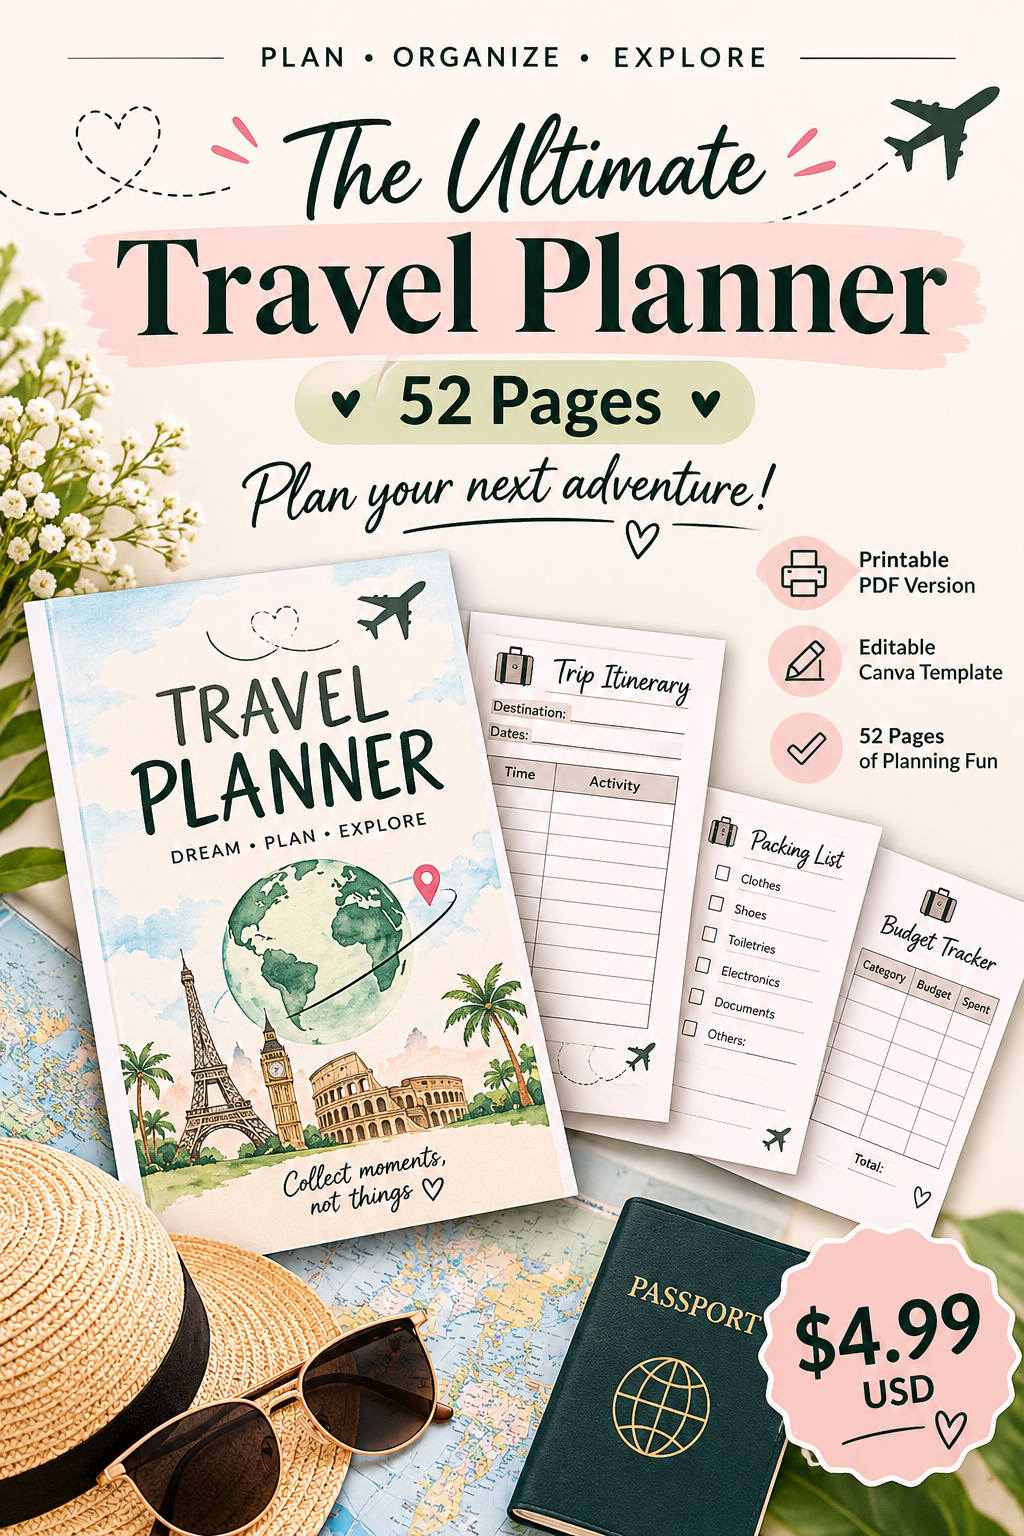 PLAN • ORGANIZE • EXPLORE
The Ultimate
Travel Planner
52 Pages
Plan your next adventure!
Printable
PDF Version
Editable
Canva Template
52 Pages
of Planning Fun
TRAVEL
PLANNER
DREAM • PLAN • EXPLORE
Collect moments,
not things
Trip Itinerary
Destination:
Dates:
Time Activity
Packing List
Clothes
Shoes
Toiletries
Electronics
Documents
Others:
Budget Tracker
Category Budget Spent
Total:
PASSPORT
$4.99
USD